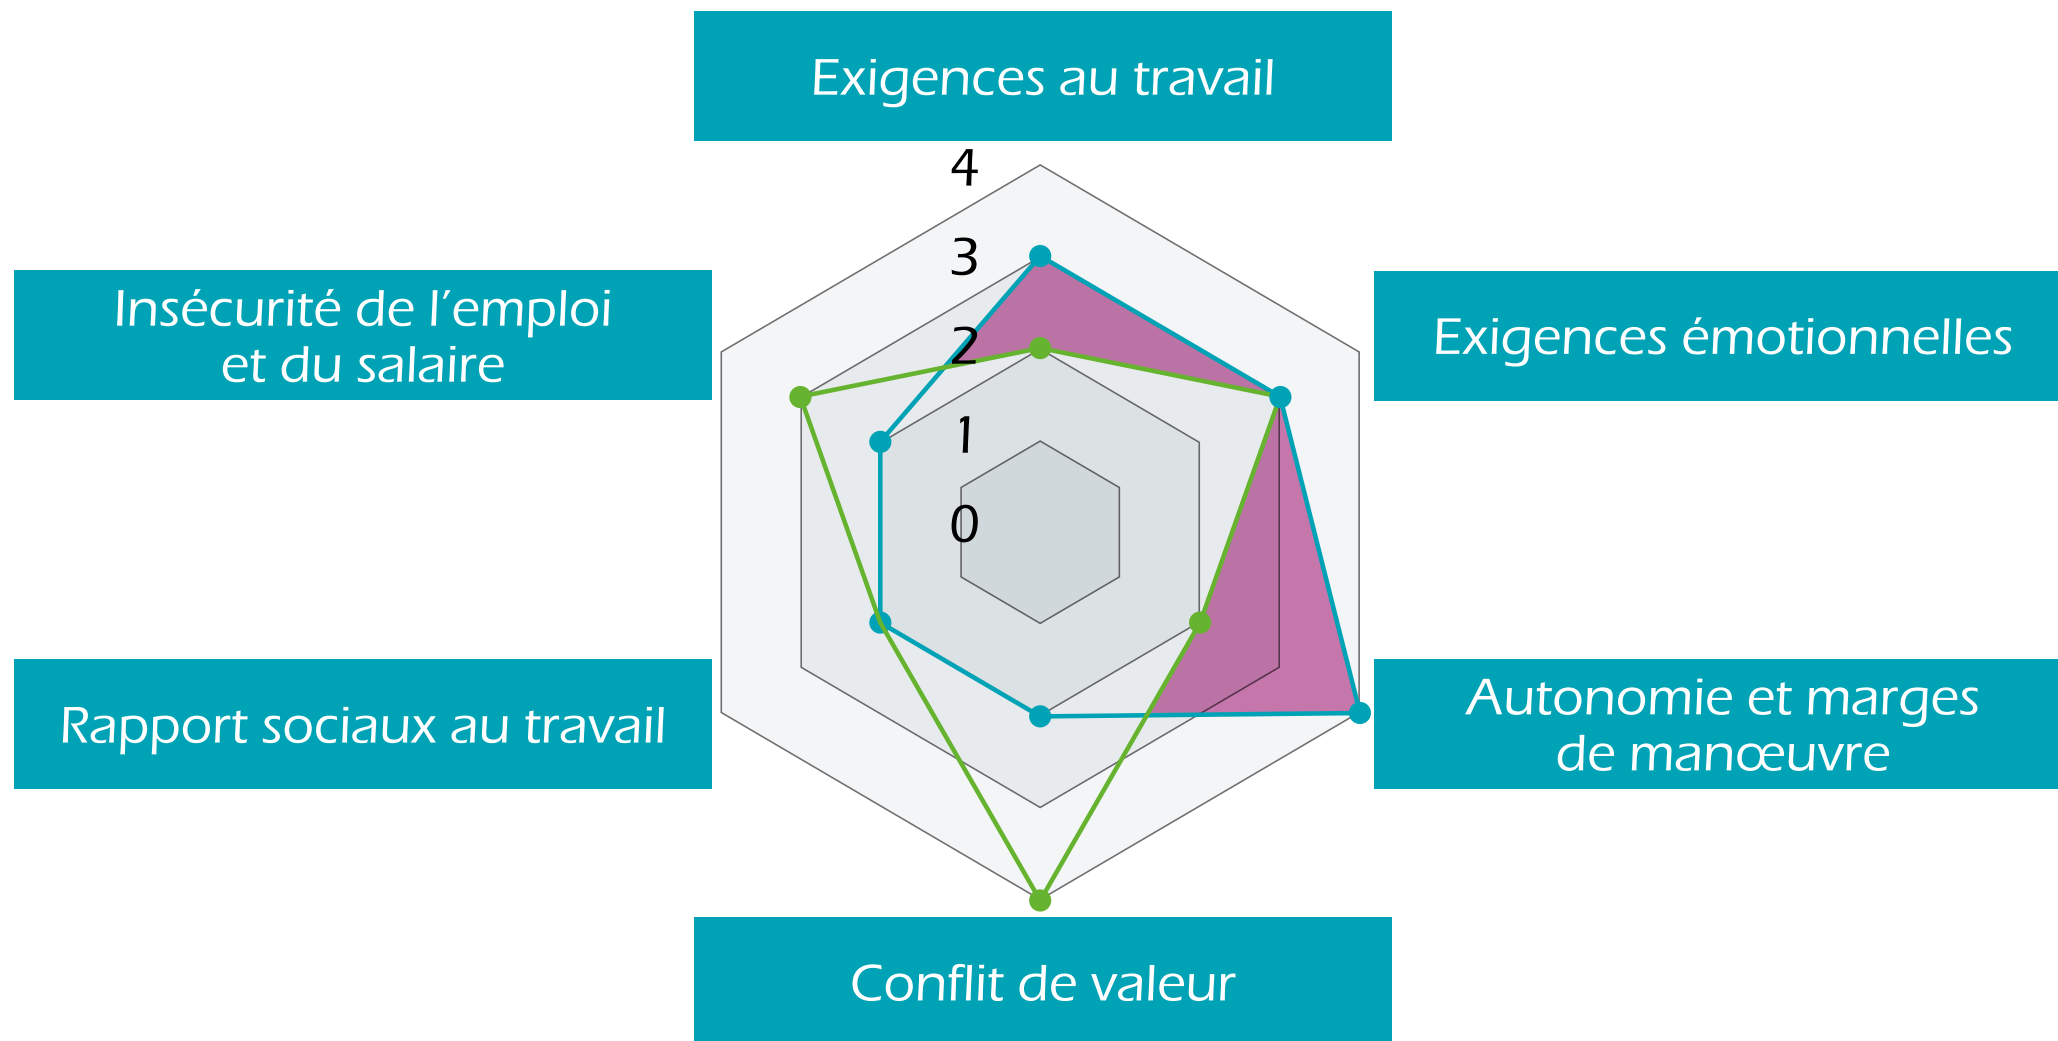 Exigences au travail
4
3
2
1
0
Insécurité de l’emploi
et du salaire
Exigences émotionnelles
Rapport sociaux au travail
Autonomie et marges
de manœuvre
Conflit de valeur